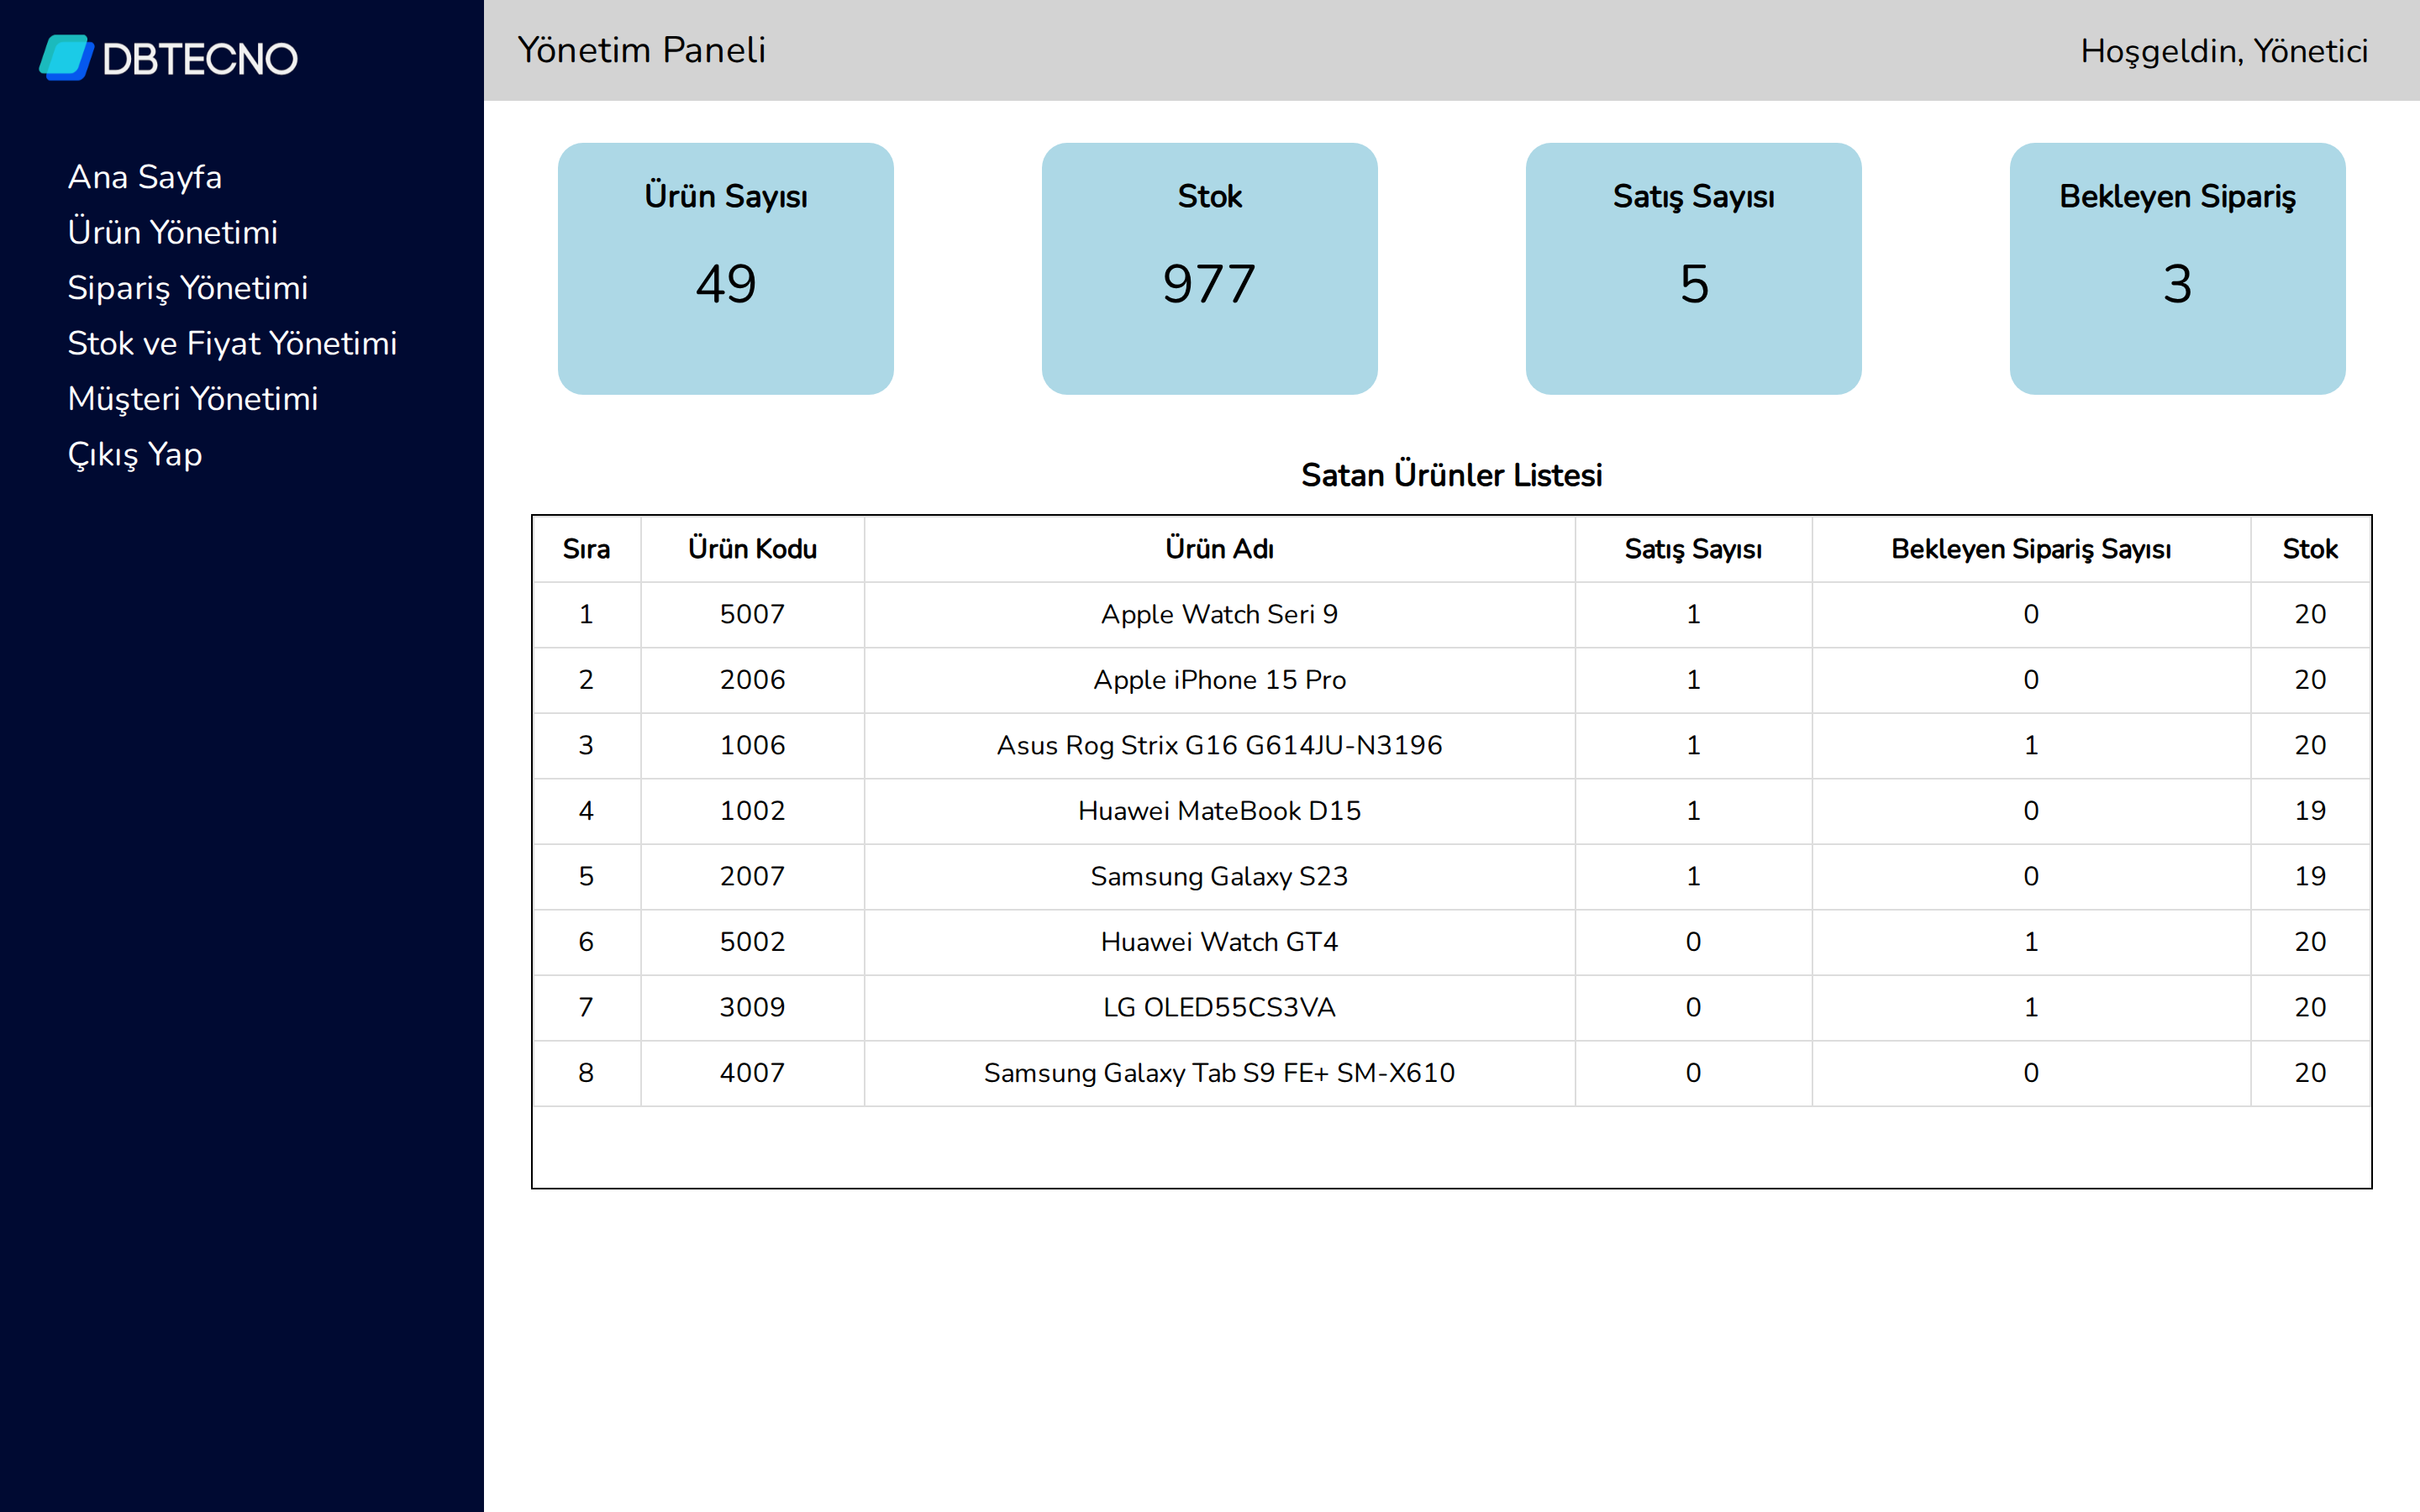 DBTECNO
Ana Sayfa
Ürün Yönetimi
Sipariş Yönetimi
Stok ve Fiyat Yönetimi
Müşteri Yönetimi
Çıkış Yap
Yönetim Paneli
Hoşgeldin, Yönetici
Ürün Sayısı
49
Stok
977
Satış Sayısı
5
Bekleyen Sipariş
3
Satan Ürünler Listesi
Sıra Ürün Kodu Ürün Adı Satış Sayısı Bekleyen Sipariş Sayısı Stok
1 5007 Apple Watch Seri 9 1 0 20
2 2006 Apple iPhone 15 Pro 1 0 20
3 1006 Asus Rog Strix G16 G614JU-N3196 1 1 20
4 1002 Huawei MateBook D15 1 0 19
5 2007 Samsung Galaxy S23 1 0 19
6 5002 Huawei Watch GT4 0 1 20
7 3009 LG OLED55CS3VA 0 1 20
8 4007 Samsung Galaxy Tab S9 FE+ SM-X610 0 0 20